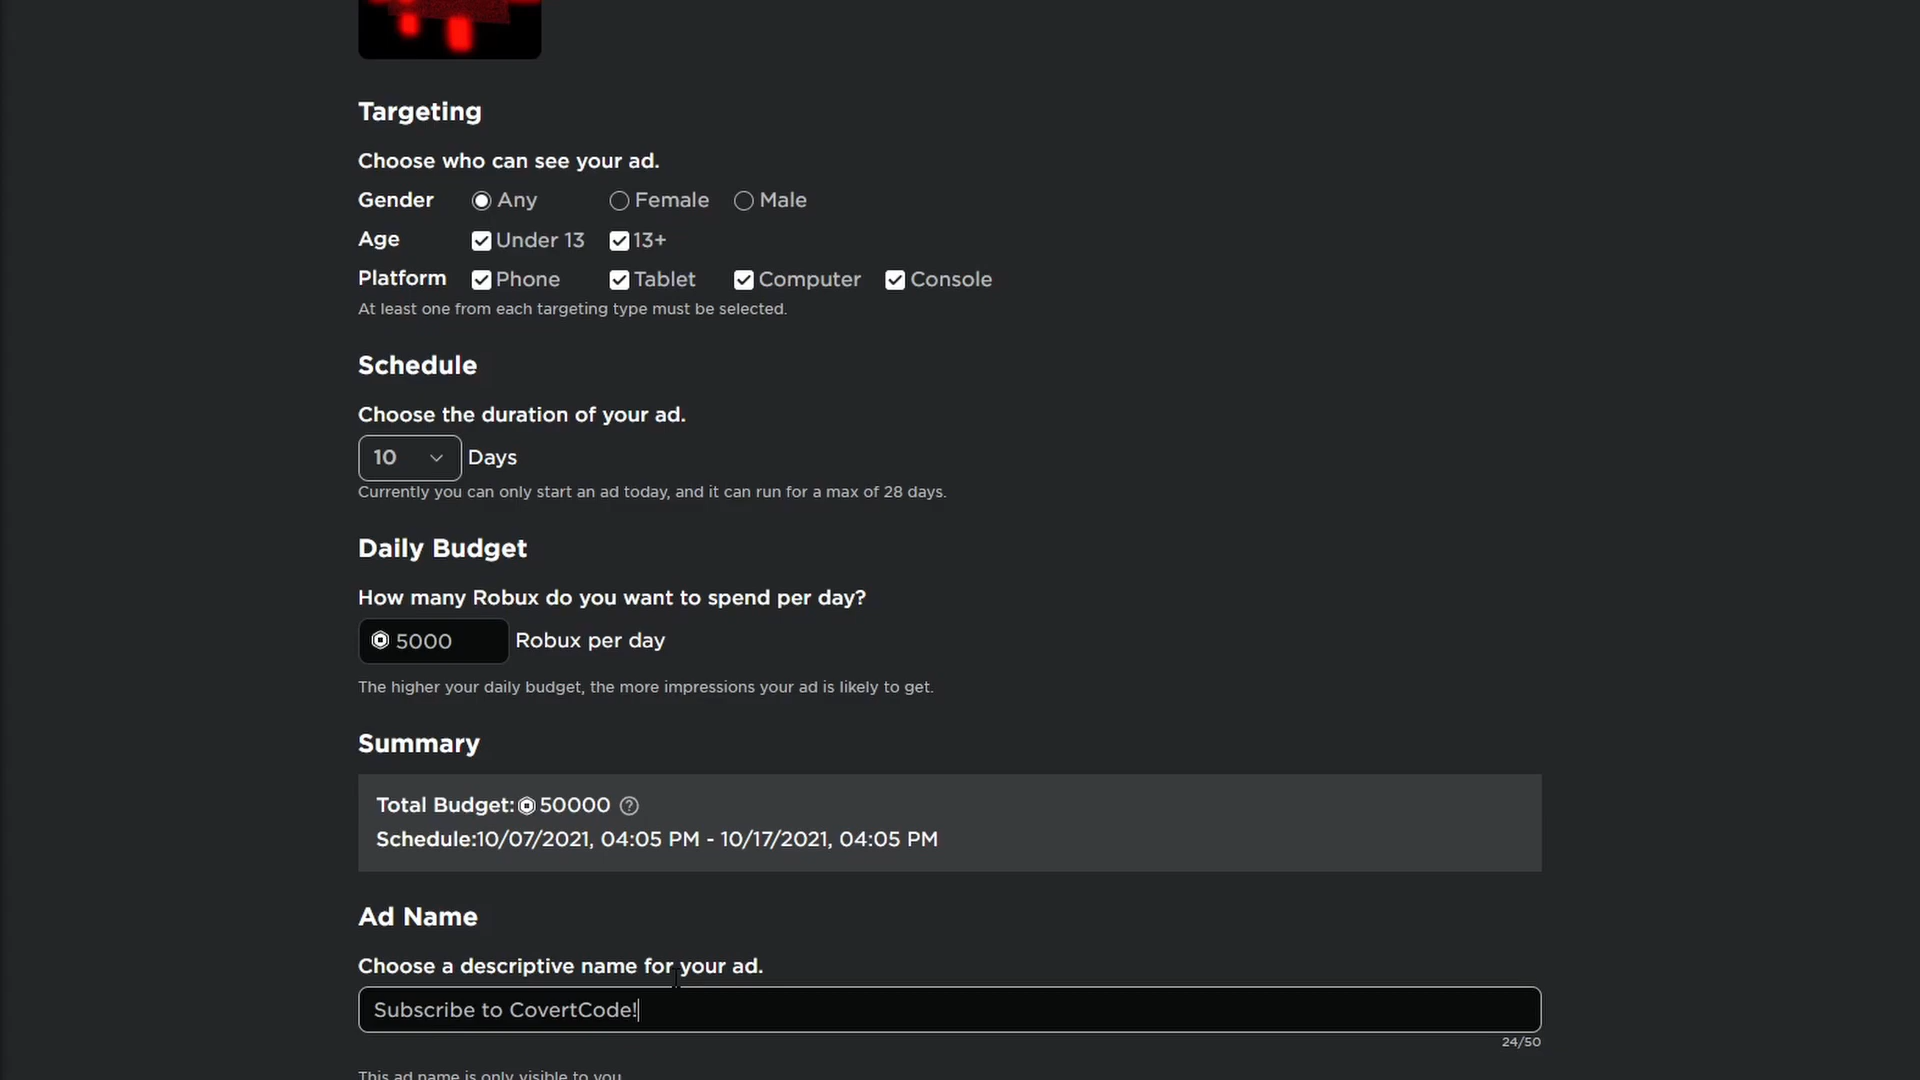 Targeting
Choose who can see your ad.
Gender Any Female Male
Age Under 13 13+
Platform Phone Tablet Computer Console
At least one from each targeting type must be selected.
Schedule
Choose the duration of your ad.
10 Days
Currently you can only start an ad today, and it can run for a max of 28 days.
Daily Budget
How many Robux do you want to spend per day?
5000 Robux per day
The higher your daily budget, the more impressions your ad is likely to get.
Summary
Total Budget: 50000 ?
Schedule:10/07/2021, 04:05 PM - 10/17/2021, 04:05 PM
Ad Name
Choose a descriptive name for your ad.
Subscribe to CovertCode!
24/50
This ad name is only visible to you